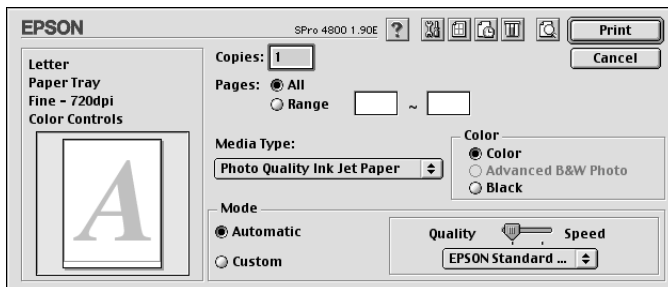 EPSON
SPro 4800 1.90E
?
Print
Cancel
Letter
Paper Tray
Fine - 720dpi
Color Controls
A
Copies: 1
Pages: All
Range ~
Media Type:
Photo Quality Ink Jet Paper
Color
Color
Advanced B&W Photo
Black
Mode
Automatic
Custom
Quality Speed
EPSON Standard ...